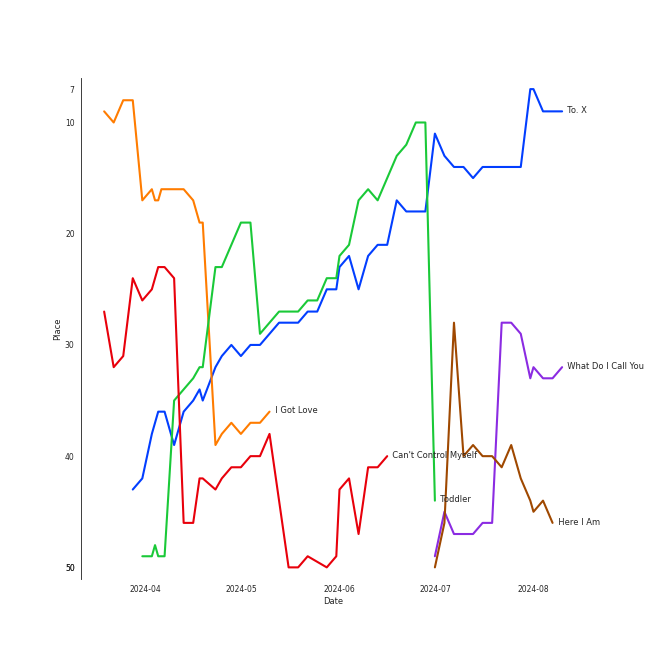 7
10
To. X
20
Place
30
What Do I Call You
I Got Love
40
Can't Control Myself
Toddler
Here I Am
50
2024-04
2024-05
2024-06
2024-07
2024-08
Date